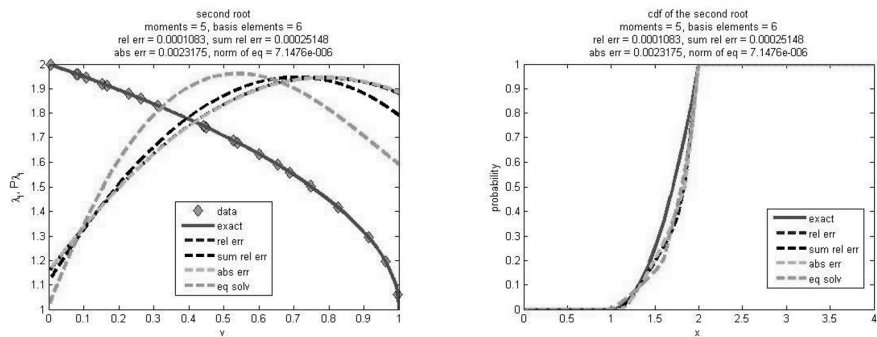 second root
moments = 5, basis elements = 6
rel err = 0.0001083, sum rel err = 0.00025148
abs err = 0.0023175, norm of eq = 7.1476e-006
2
1.9
1.8
1.7
1.6
1.5
1.4
1.3
1.2
1.1
1
λ₁, Pλ₁
data
exact
rel err
sum rel err
abs err
eq solv
0 0.1 0.2 0.3 0.4 0.5 0.6 0.7 0.8 0.9 1
cdf of the second root
moments = 5, basis elements = 6
rel err = 0.0001083, sum rel err = 0.00025148
abs err = 0.0023175, norm of eq = 7.1476e-006
1
0.9
0.8
0.7
0.6
0.5
0.4
0.3
0.2
0.1
0
probability
exact
rel err
sum rel err
abs err
eq solv
0 0.5 1 1.5 2 2.5 3 3.5 4
x